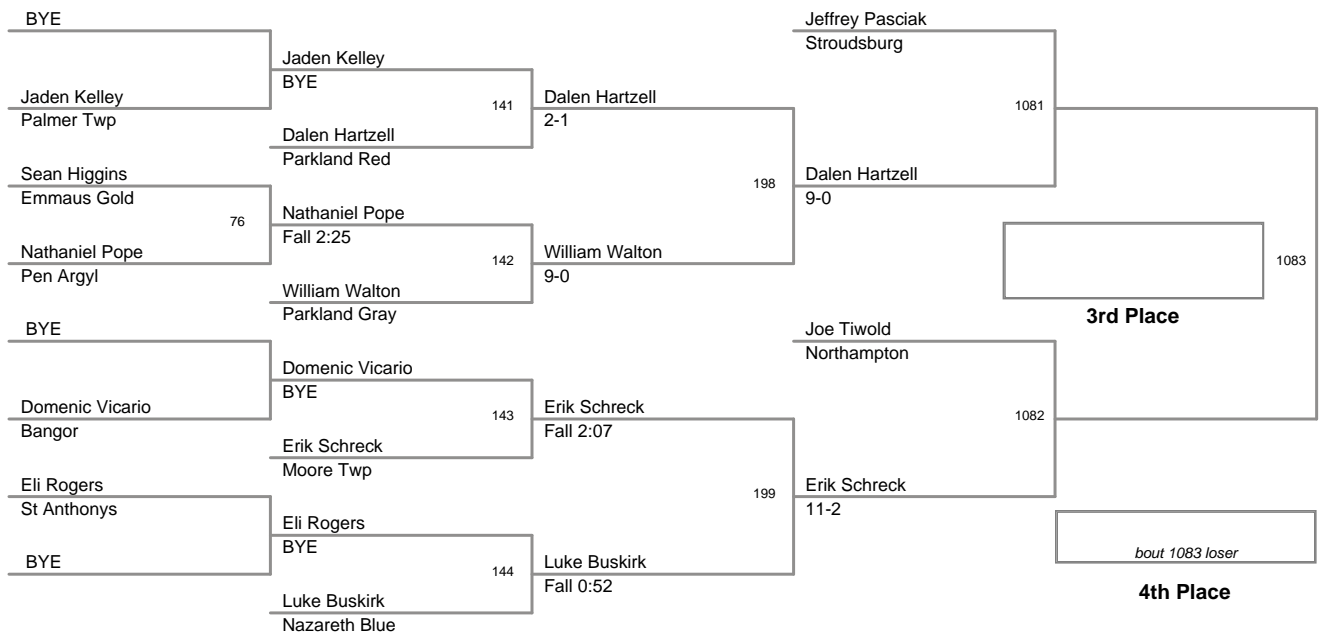 BYE
Jaden Kelley
Palmer Twp
Sean Higgins
Emmaus Gold
76
Nathaniel Pope
Pen Argyl
BYE
Domenic Vicario
Bangor
Eli Rogers
St Anthonys
BYE
Jaden Kelley
BYE
141
Dalen Hartzell
Parkland Red
Nathaniel Pope
Fall 2:25
142
William Walton
Parkland Gray
Domenic Vicario
BYE
143
Erik Schreck
Moore Twp
Eli Rogers
BYE
144
Luke Buskirk
Nazareth Blue
Dalen Hartzell
2-1
198
William Walton
9-0
Erik Schreck
Fall 2:07
199
Luke Buskirk
Fall 0:52
Jeffrey Pasciak
Stroudsburg
1081
Dalen Hartzell
9-0
Joe Tiwold
Northampton
1082
Erik Schreck
11-2
1083
3rd Place
bout 1083 loser
4th Place